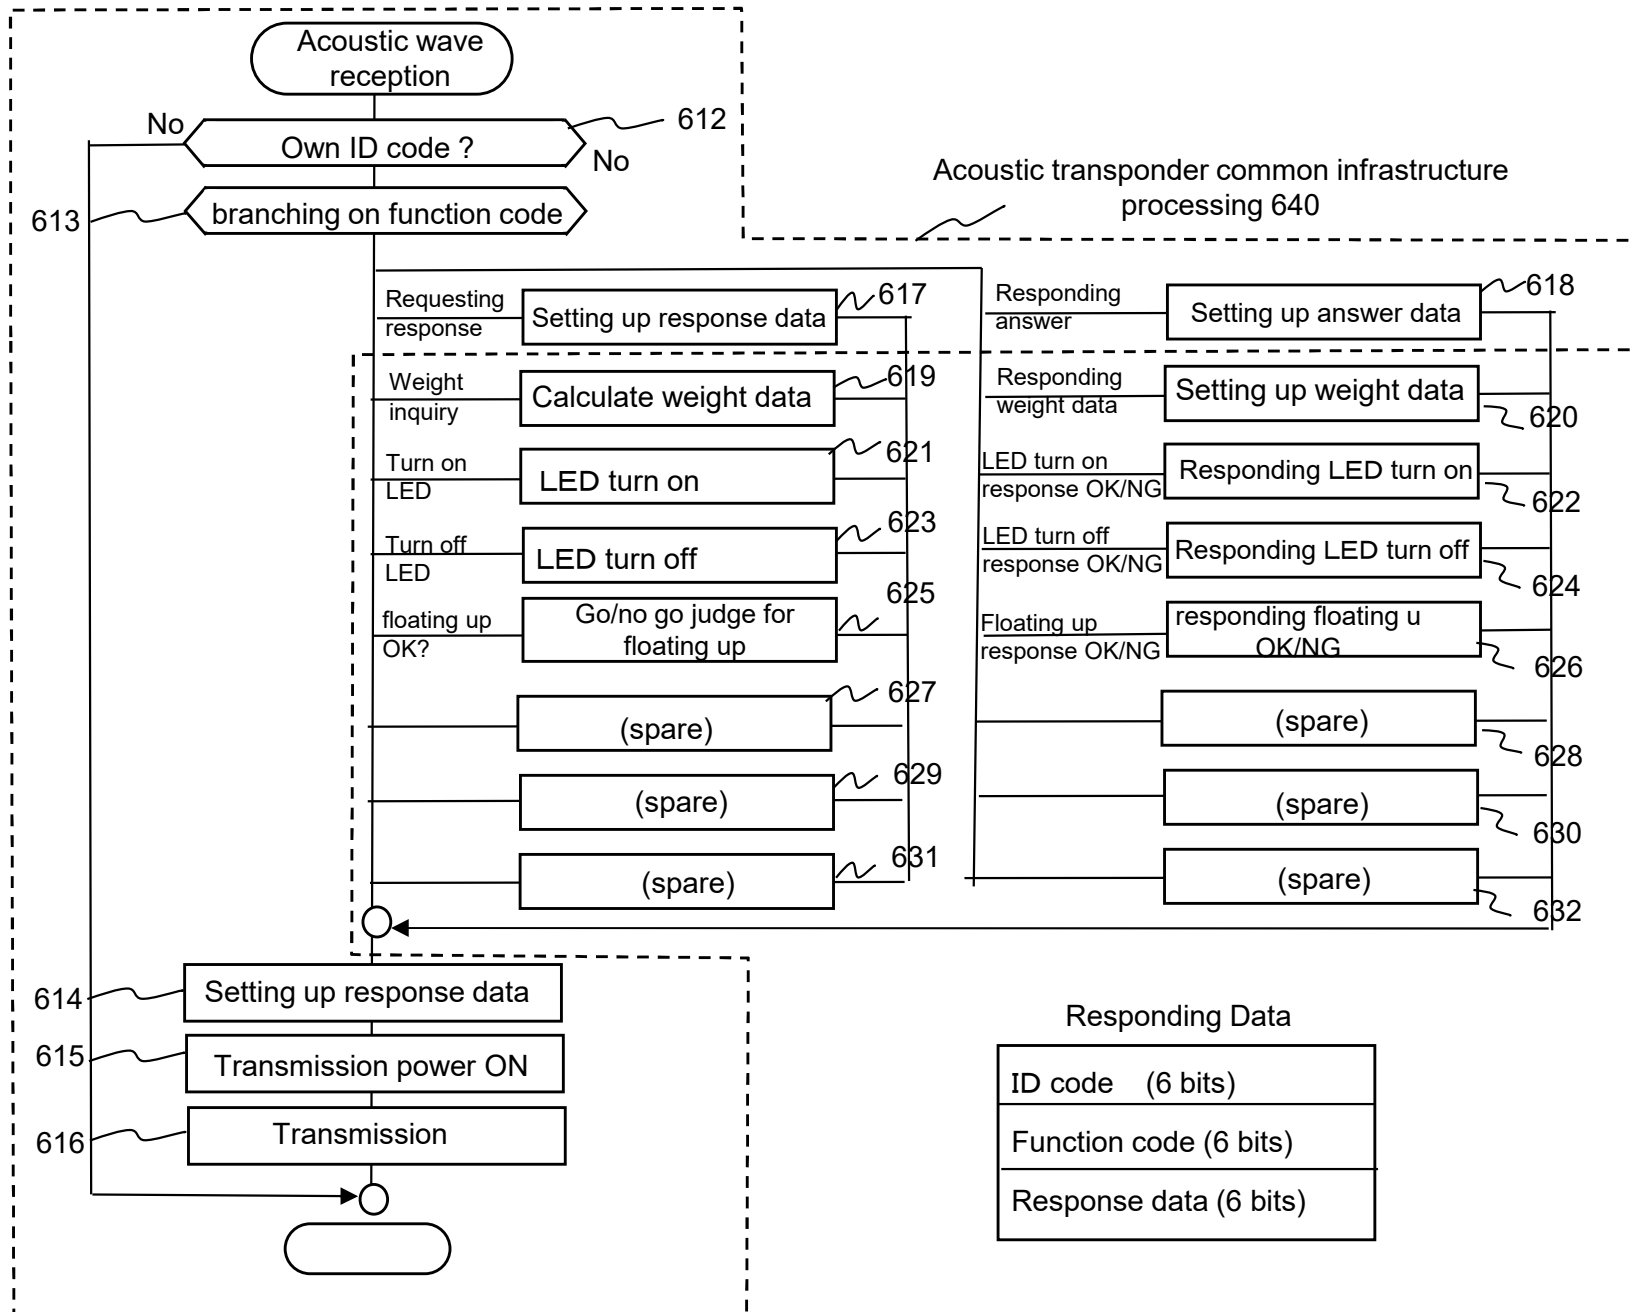 Acoustic wave
reception
No
612
Own ID code ?
No
Acoustic transponder common infrastructure
processing 640
613
branching on function code
Requesting
response
Setting up response data
617
Responding
answer
Setting up answer data
618
Weight
inquiry
Calculate weight data
619
Responding
weight data
Setting up weight data
620
Turn on
LED
LED turn on
621
LED turn on
response OK/NG
Responding LED turn on
622
Turn off
LED
LED turn off
623
LED turn off
response OK/NG
Responding LED turn off
624
floating up
OK?
Go/no go judge for
floating up
625
Floating up
response OK/NG
responding floating u
OK/NG
626
(spare)
627
(spare)
628
(spare)
629
(spare)
630
(spare)
631
(spare)
632
614
Setting up response data
615
Transmission power ON
616
Transmission
Responding Data
ID code (6 bits)
Function code (6 bits)
Response data (6 bits)